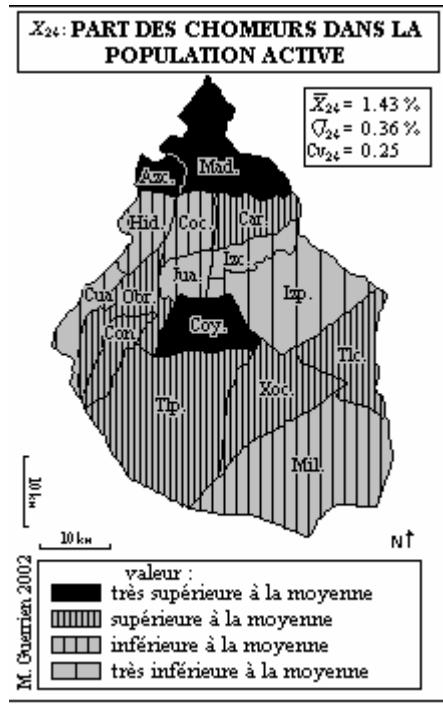 X24: PART DES CHOMEURS DANS LA
POPULATION ACTIVE
X̅24= 1.43 %
σ24= 0.36 %
Cv24= 0.25
Azc.
Mad.
Hid.
Coc.
Car.
Izc.
Jua.
Cua.
Obr.
Izp.
Con.
Coy.
Tlc.
Tlp.
Xoc.
Mil.
10 km
10 km
N↑
M. Guerrien 2002
valeur :
très supérieure à la moyenne
supérieure à la moyenne
inférieure à la moyenne
très inférieure à la moyenne